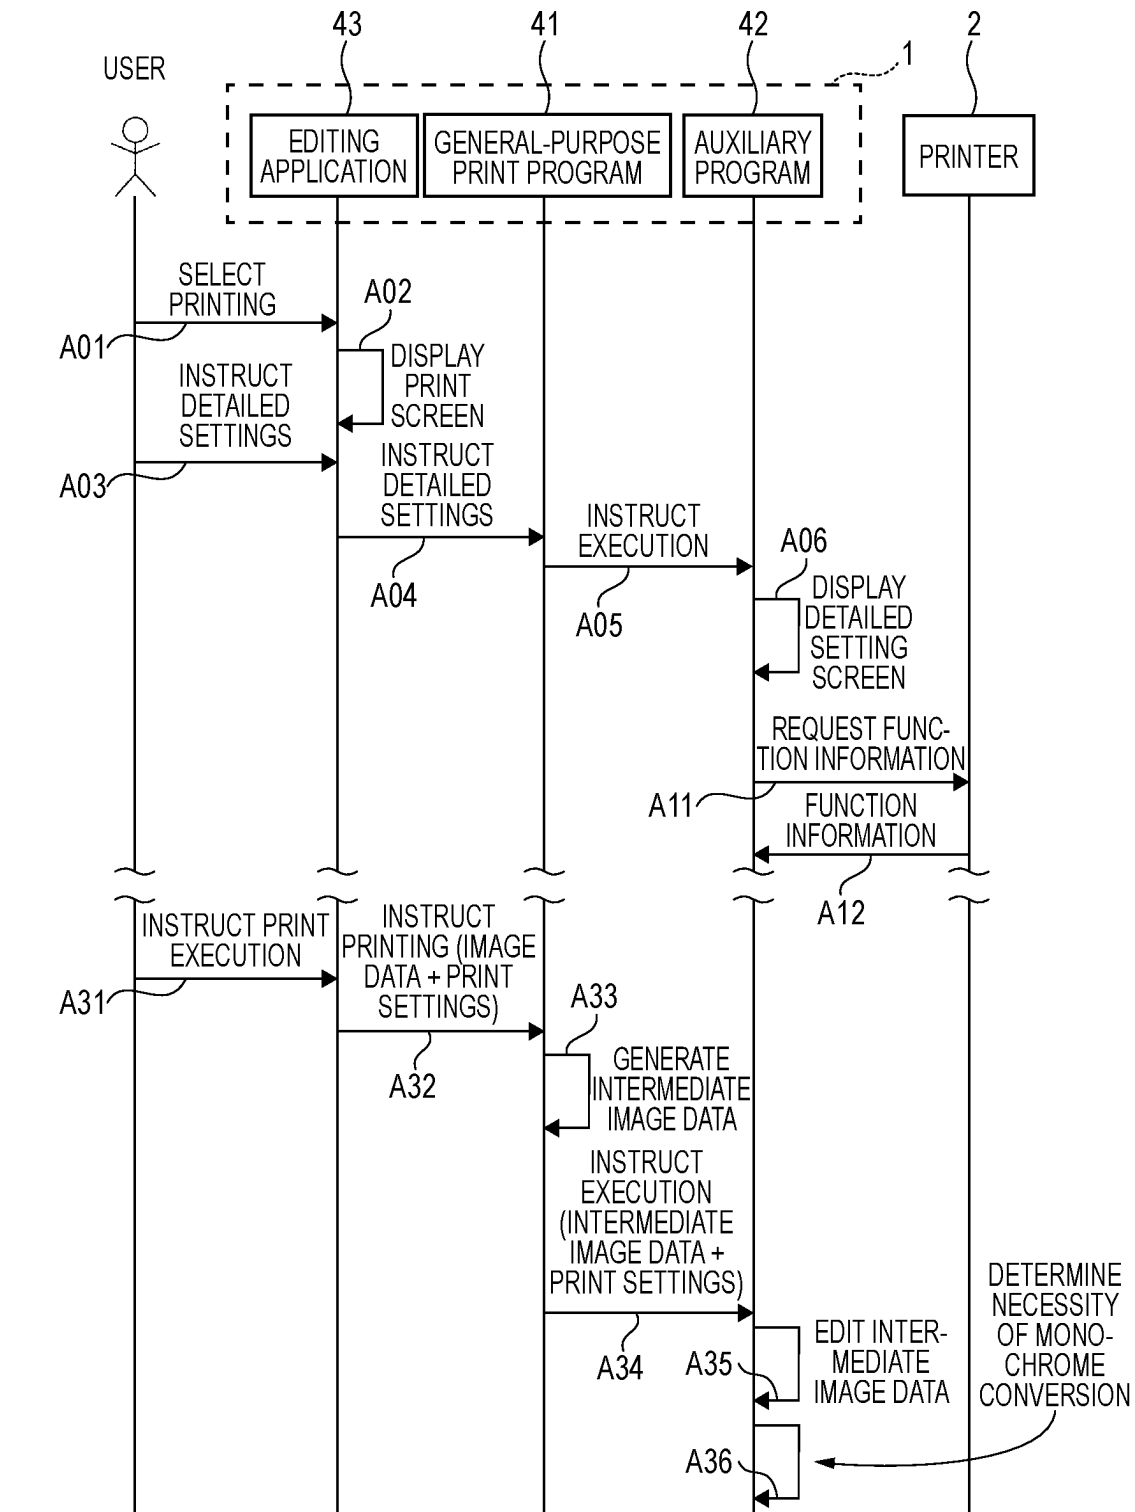 43
41
42
2
1
USER
EDITING
APPLICATION
GENERAL-PURPOSE
PRINT PROGRAM
AUXILIARY
PROGRAM
PRINTER
SELECT
PRINTING
A01
A02
DISPLAY
PRINT
SCREEN
INSTRUCT
DETAILED
SETTINGS
A03
INSTRUCT
DETAILED
SETTINGS
A04
INSTRUCT
EXECUTION
A05
A06
DISPLAY
DETAILED
SETTING
SCREEN
REQUEST FUNC-
TION INFORMATION
A11
FUNCTION
INFORMATION
A12
INSTRUCT PRINT
EXECUTION
A31
INSTRUCT
PRINTING (IMAGE
DATA + PRINT
SETTINGS)
A32
A33
GENERATE
INTERMEDIATE
IMAGE DATA
INSTRUCT
EXECUTION
(INTERMEDIATE
IMAGE DATA +
PRINT SETTINGS)
A34
A35
EDIT INTER-
MEDIATE
IMAGE DATA
DETERMINE
NECESSITY
OF MONO-
CHROME
CONVERSION
A36